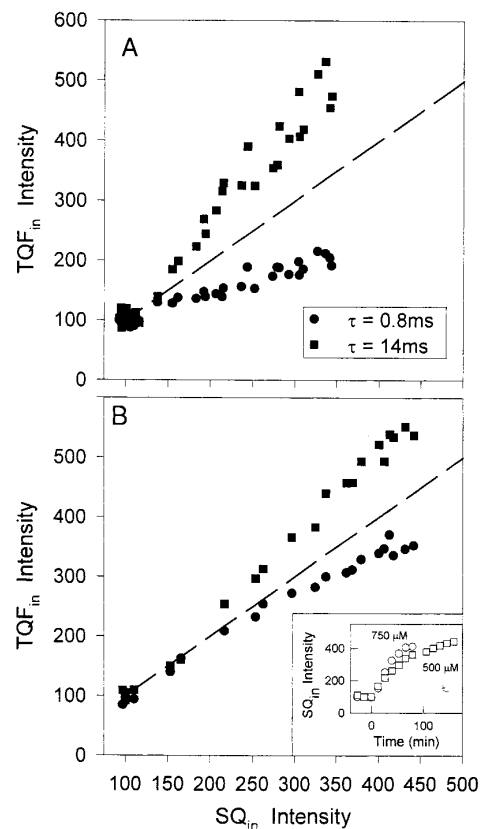 600
A
500
400
300
200
100
0
TQFin Intensity
● τ = 0.8ms
■ τ = 14ms
B
500
400
300
200
100
0
TQFin Intensity
750 µM
500 µM
400
200
0
SQin Intensity
0 100
Time (min)
100 150 200 250 300 350 400 450 500
SQin Intensity